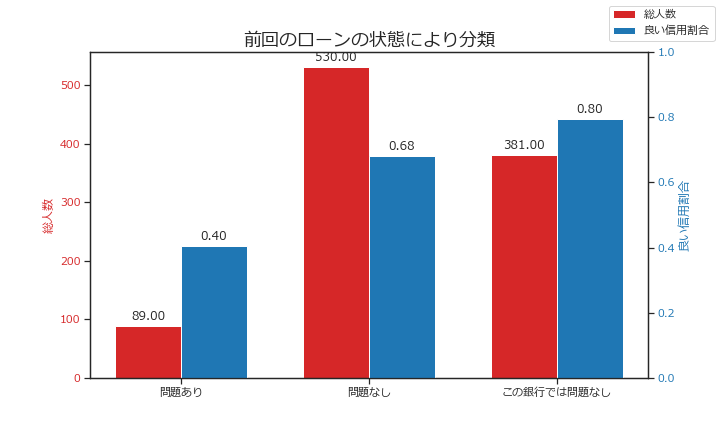 総人数
良い信用割合
前回のローンの状態により分類
530.00
0.80
0.68
381.00
0.40
89.00
500
400
300
200
100
0
総人数
1.0
0.8
0.6
0.4
0.2
0.0
良い信用割合
問題あり
問題なし
この銀行では問題なし